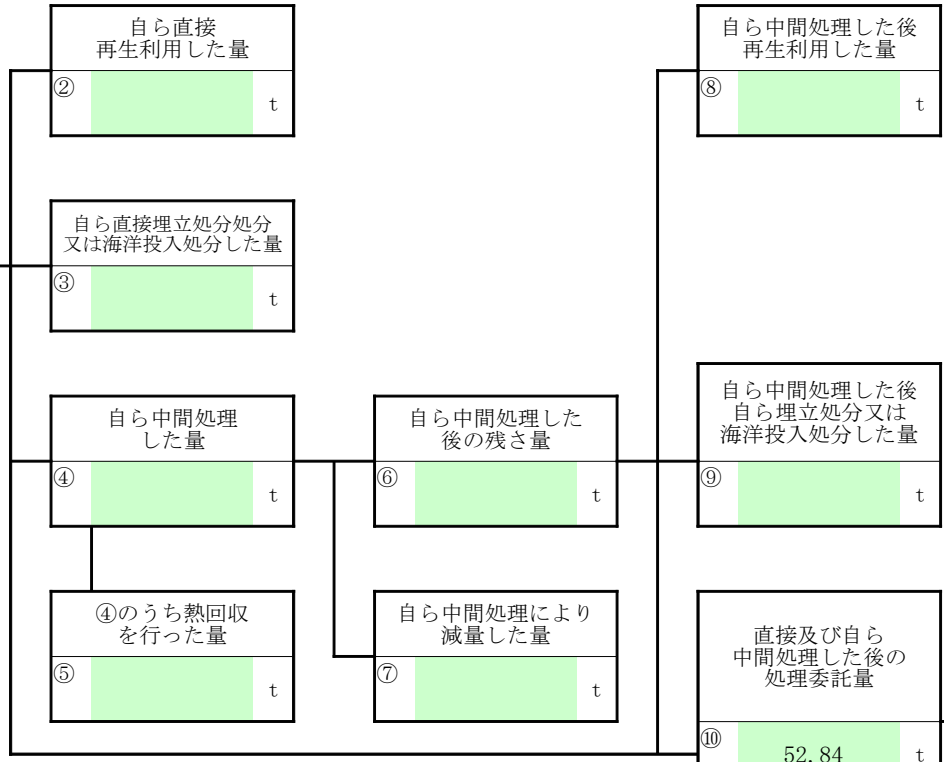 自ら直接
再生利用した量
②
t
自ら中間処理した後
再生利用した量
⑧
t
自ら直接埋立処分処分
又は海洋投入処分した量
③
t
自ら中間処理
した量
④
t
自ら中間処理した
後の残さ量
⑥
t
自ら中間処理した後
自ら埋立処分又は
海洋投入処分した量
⑨
t
④のうち熱回収
を行った量
⑤
t
自ら中間処理により
減量した量
⑦
t
直接及び自ら
中間処理した後の
処理委託量
⑩
52.84 t